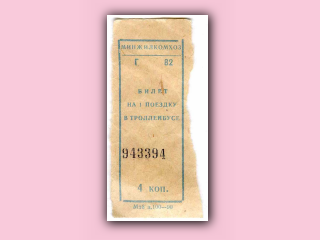 МИНЖИЛКОМХОЗ
Г 82
БИЛЕТ
НА 1 ПОЕЗДКУ
В ТРОЛЛЕЙБУСЕ
943394
4 КОП.